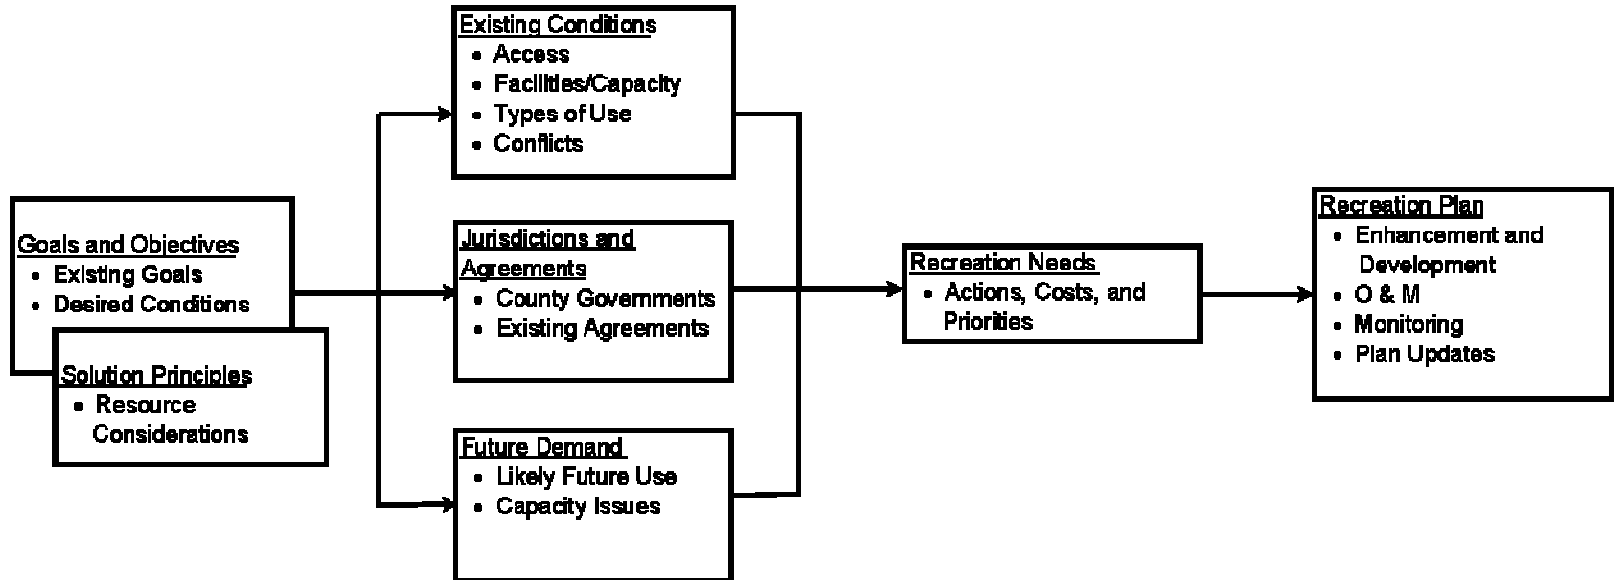 Existing Conditions
• Access
• Facilities/Capacity
• Types of Use
• Conflicts
Goals and Objectives
• Existing Goals
• Desired Conditions
Solution Principles
• Resource
Considerations
Jurisdictions and
Agreements
• County Governments
• Existing Agreements
Future Demand
• Likely Future Use
• Capacity Issues
Recreation Needs
• Actions, Costs, and
Priorities
Recreation Plan
• Enhancement and
Development
• O & M
• Monitoring
• Plan Updates